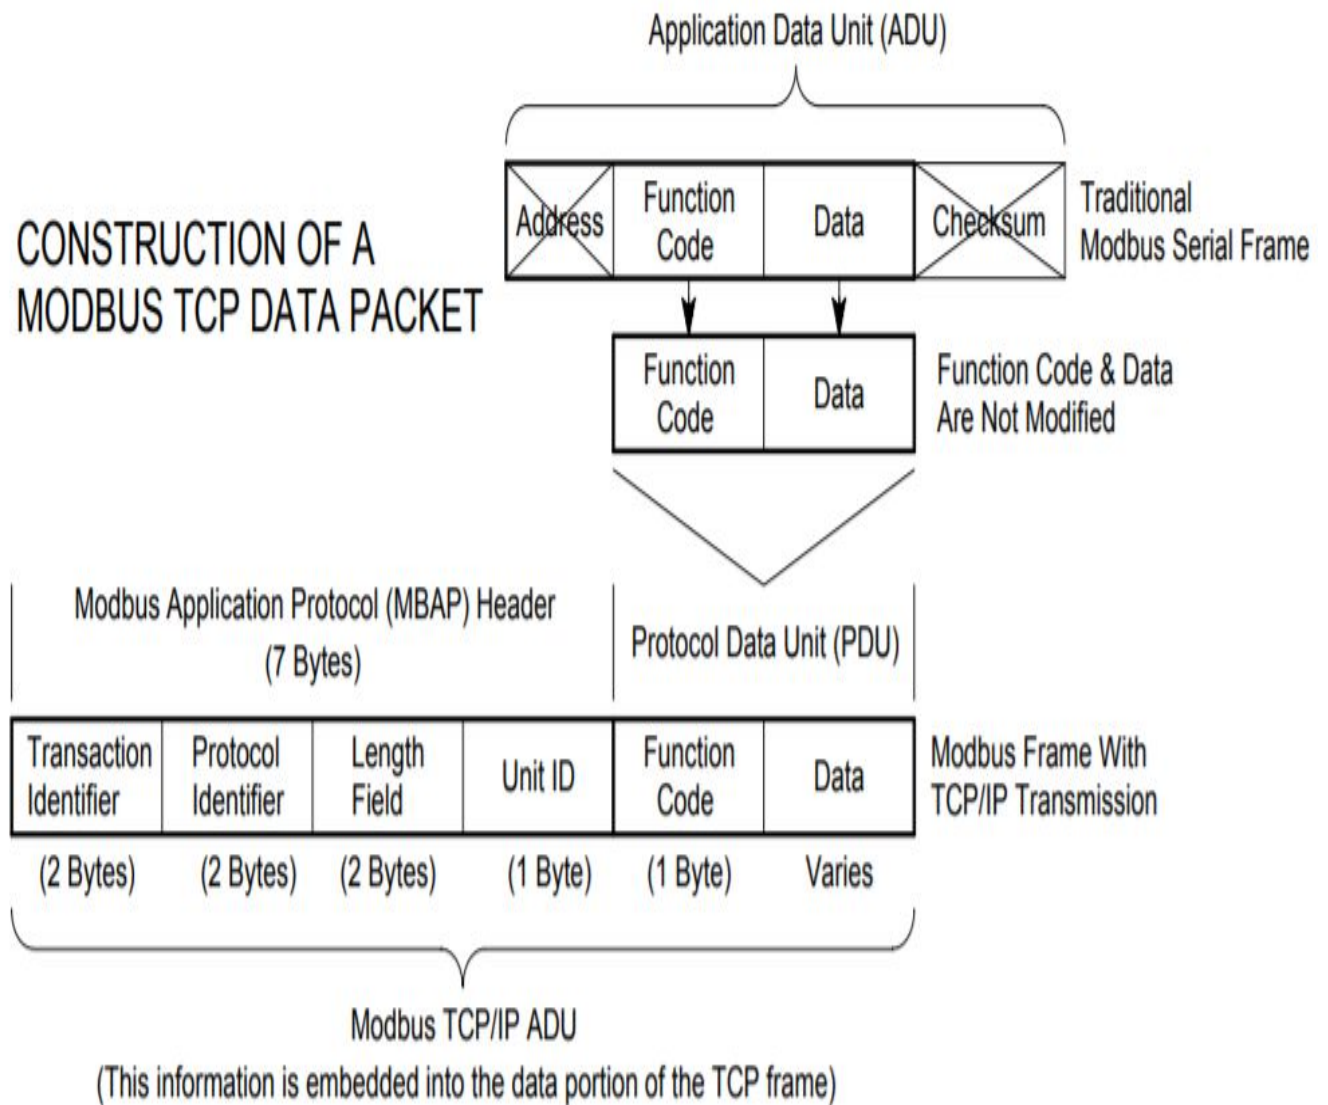 Application Data Unit (ADU)
CONSTRUCTION OF A
MODBUS TCP DATA PACKET
Address
Function
Code
Data
Checksum
Traditional
Modbus Serial Frame
Function
Code
Data
Function Code & Data
Are Not Modified
Modbus Application Protocol (MBAP) Header
(7 Bytes)
Protocol Data Unit (PDU)
Transaction
Identifier
Protocol
Identifier
Length
Field
Unit ID
Function
Code
Data
Modbus Frame With
TCP/IP Transmission
(2 Bytes)
(2 Bytes)
(2 Bytes)
(1 Byte)
(1 Byte)
Varies
Modbus TCP/IP ADU
(This information is embedded into the data portion of the TCP frame)